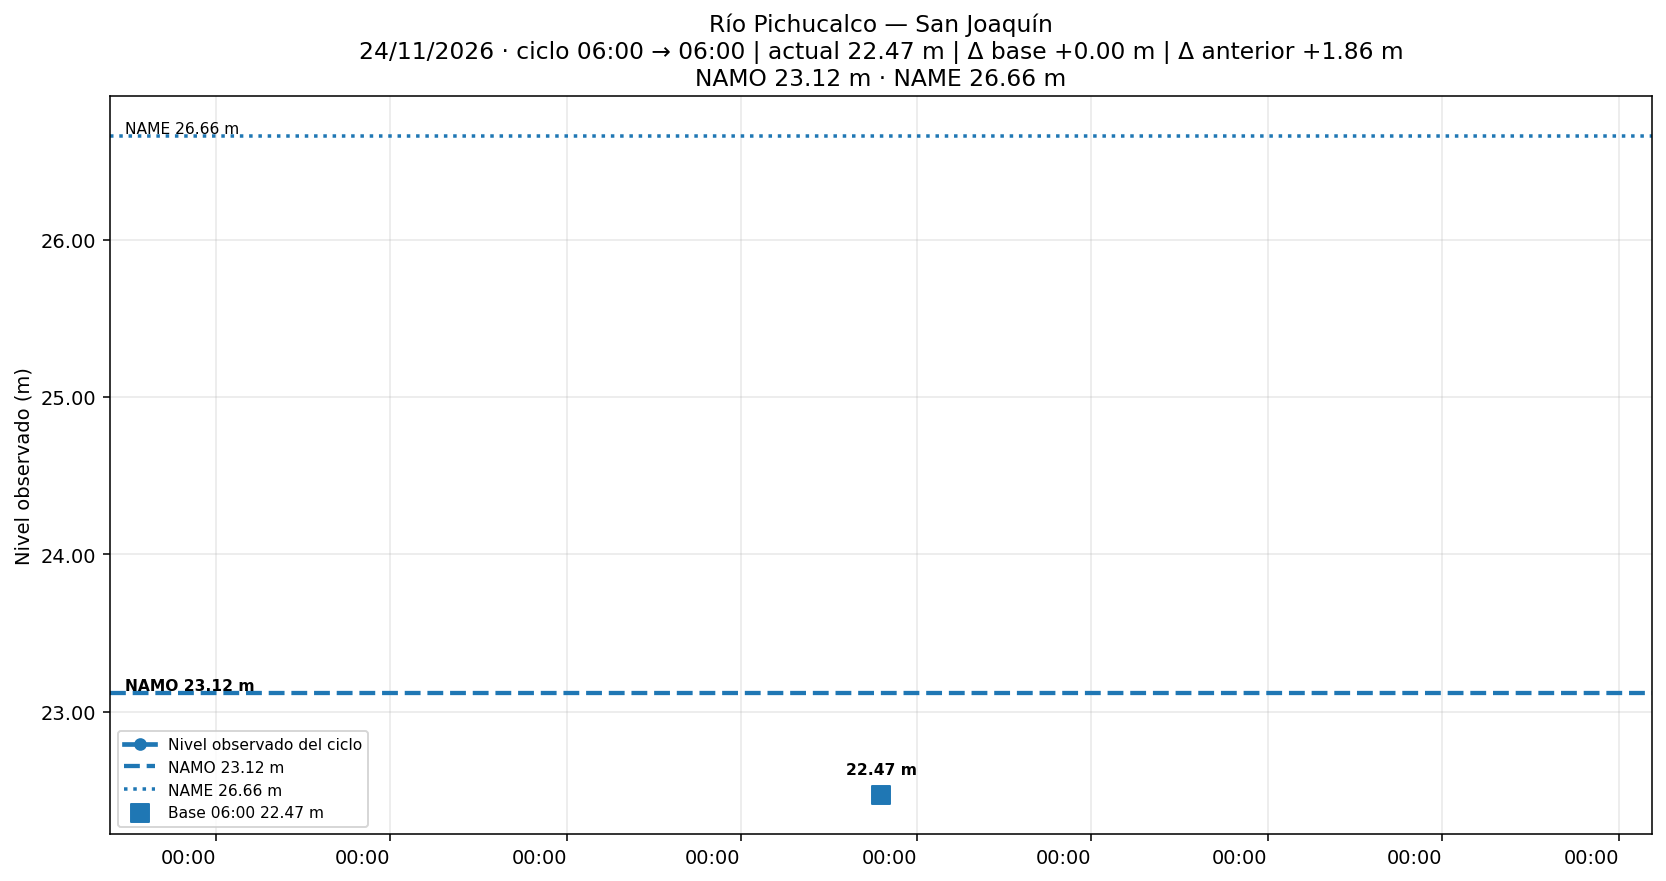 Río Pichucalco — San Joaquín
24/11/2026 · ciclo 06:00 → 06:00 | actual 22.47 m | Δ base +0.00 m | Δ anterior +1.86 m
NAMO 23.12 m · NAME 26.66 m
NAME 26.66 m
26.00
25.00
24.00
23.00
Nivel observado (m)
NAMO 23.12 m
22.47 m
Nivel observado del ciclo
NAMO 23.12 m
NAME 26.66 m
Base 06:00 22.47 m
00:00 00:00 00:00 00:00 00:00 00:00 00:00 00:00 00:00